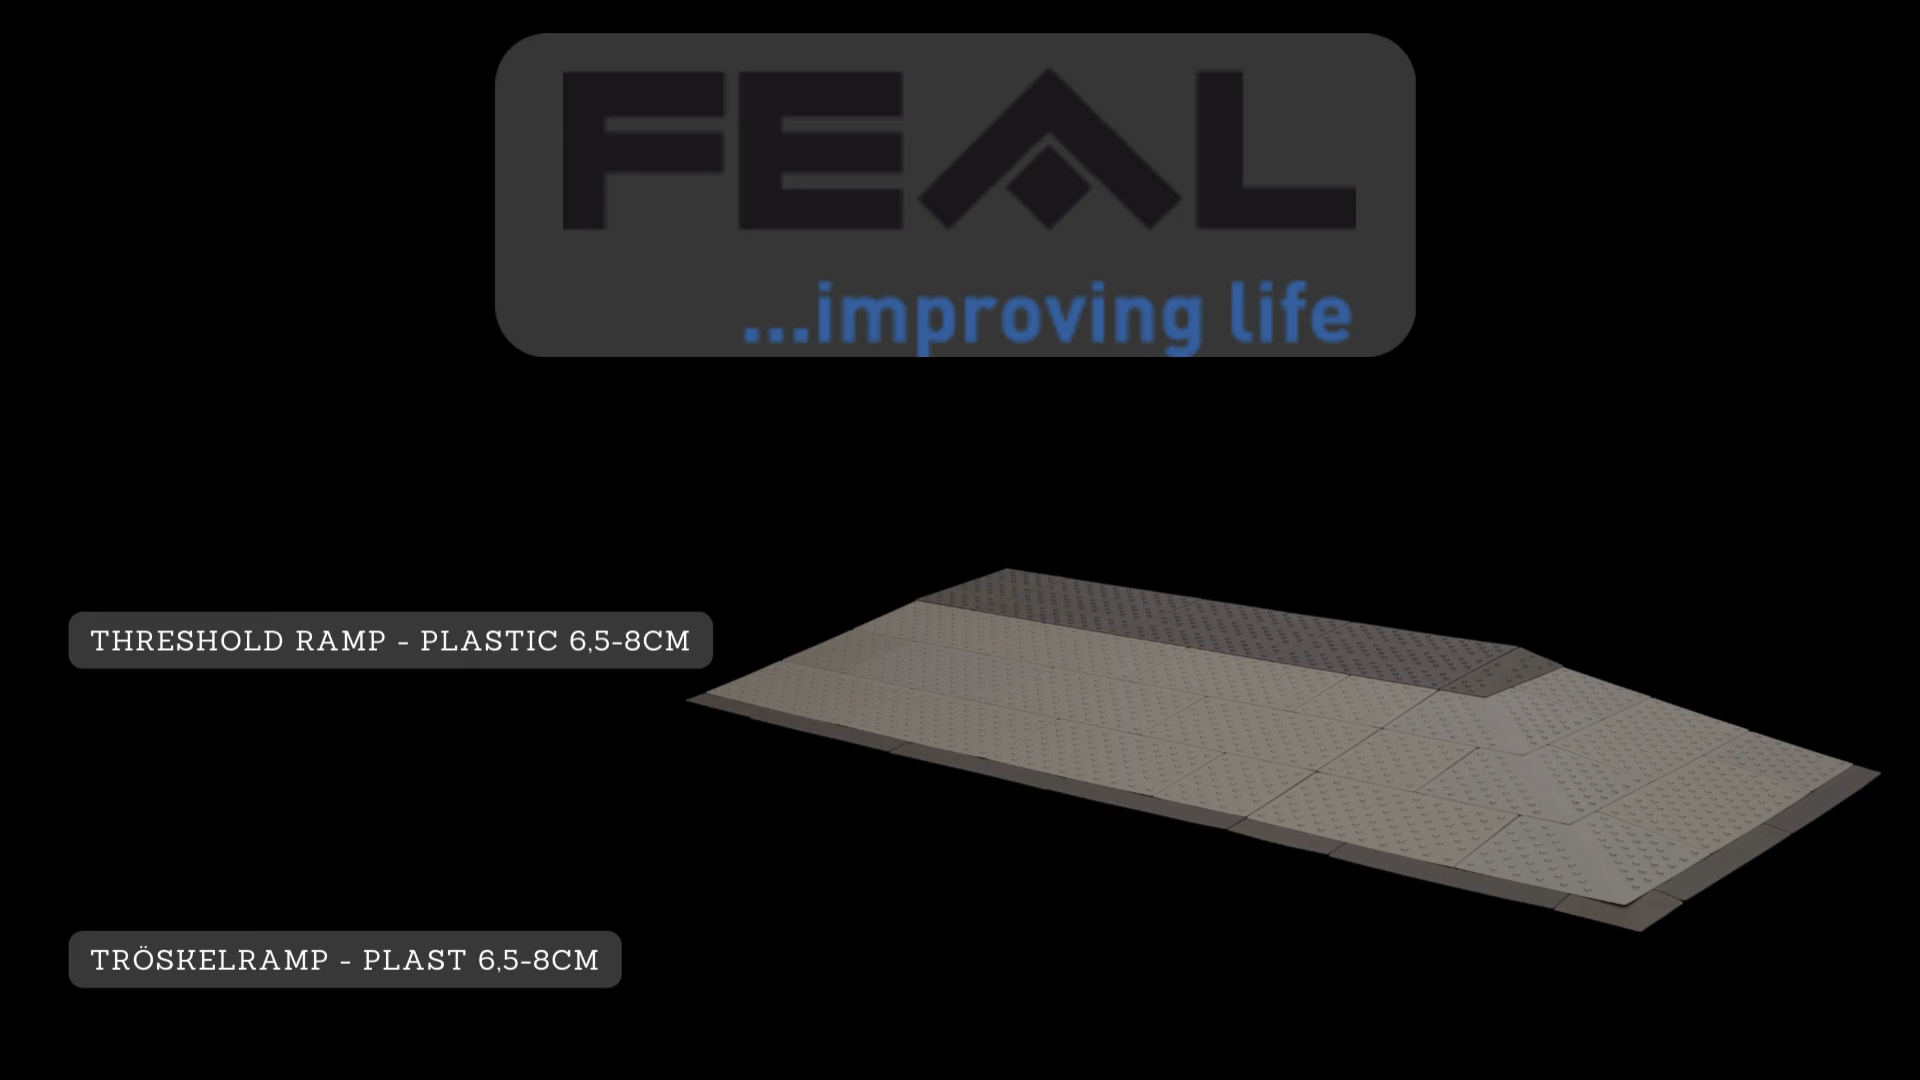 FEAL
...improving life
THRESHOLD RAMP - PLASTIC 6,5-8CM
TRÖSKELRAMP - PLAST 6,5-8CM